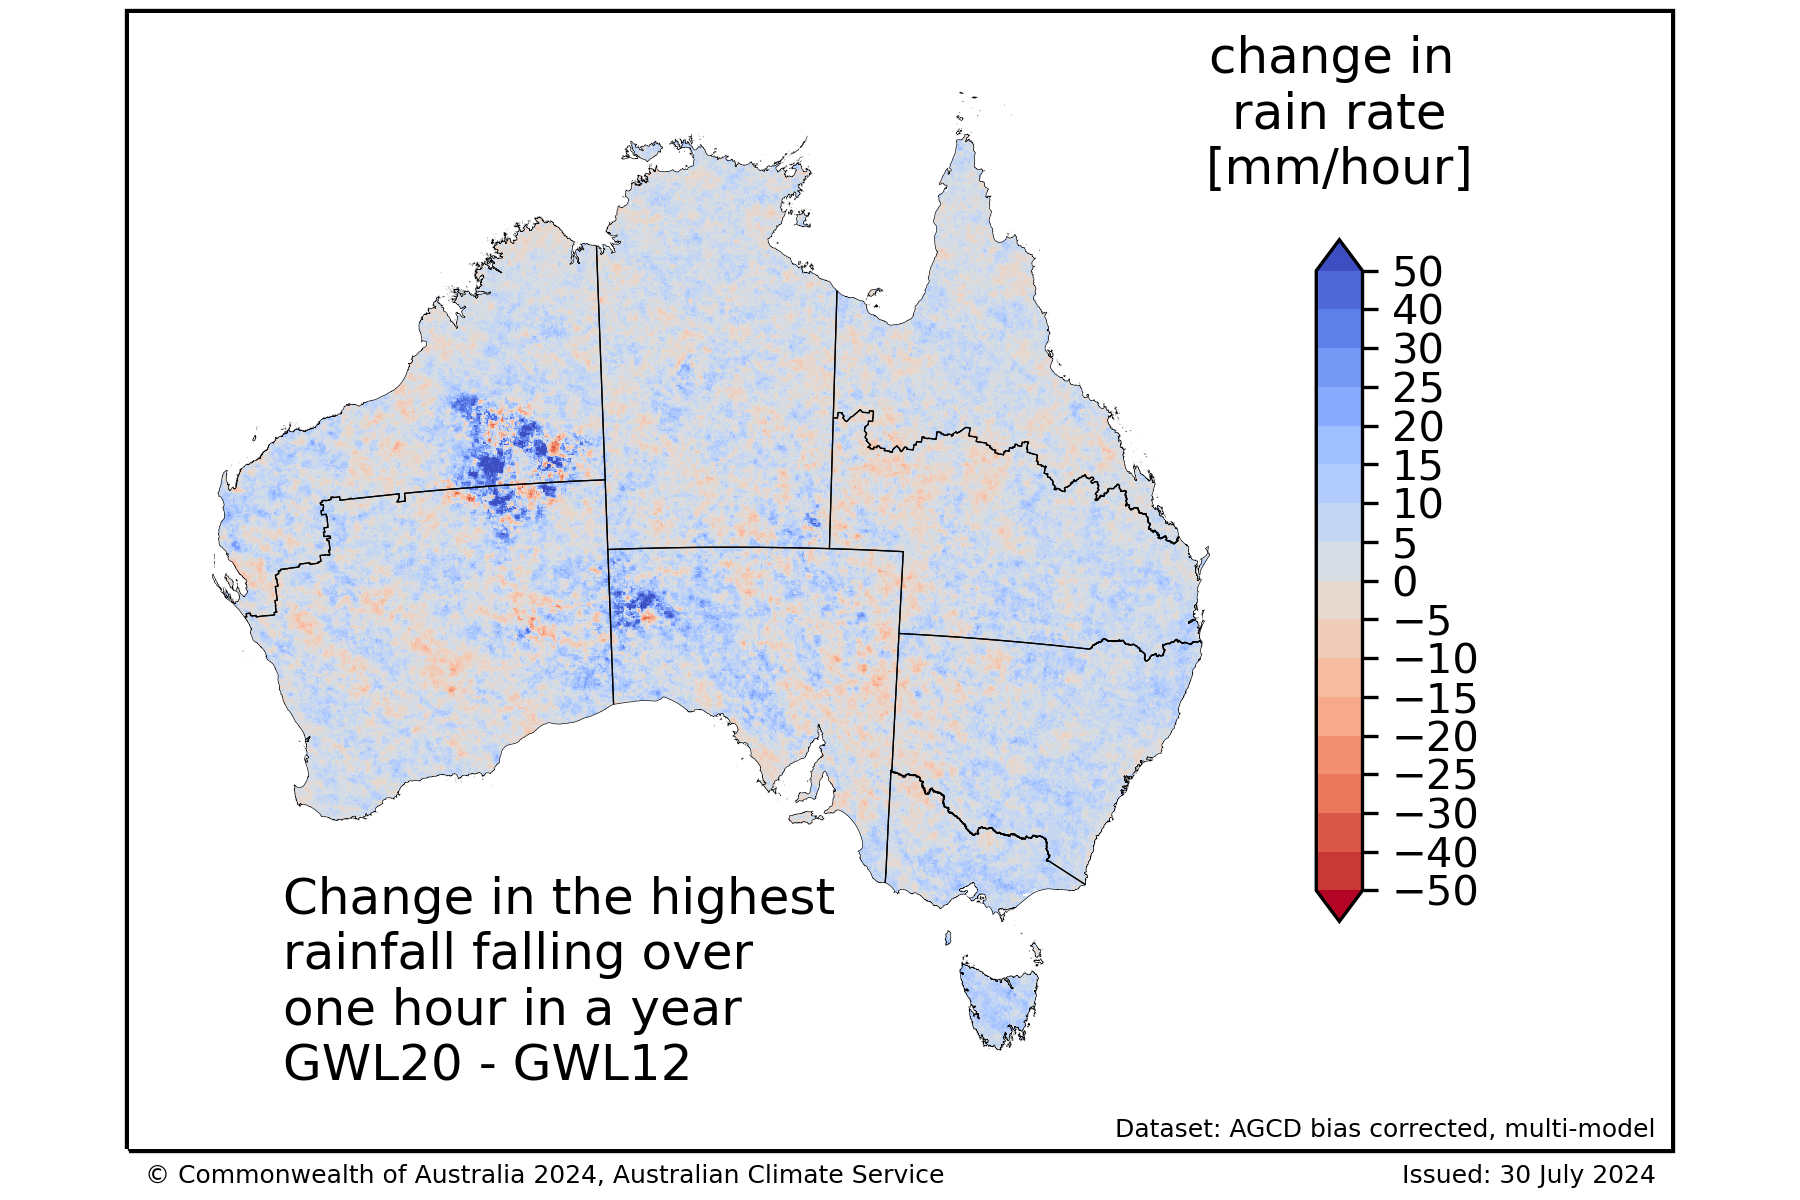 change in
rain rate
[mm/hour]
50
40
30
25
20
15
10
5
0
−5
−10
−15
−20
−25
−30
−40
−50
Change in the highest
rainfall falling over
one hour in a year
GWL20 - GWL12
Dataset: AGCD bias corrected, multi-model
© Commonwealth of Australia 2024, Australian Climate Service
Issued: 30 July 2024